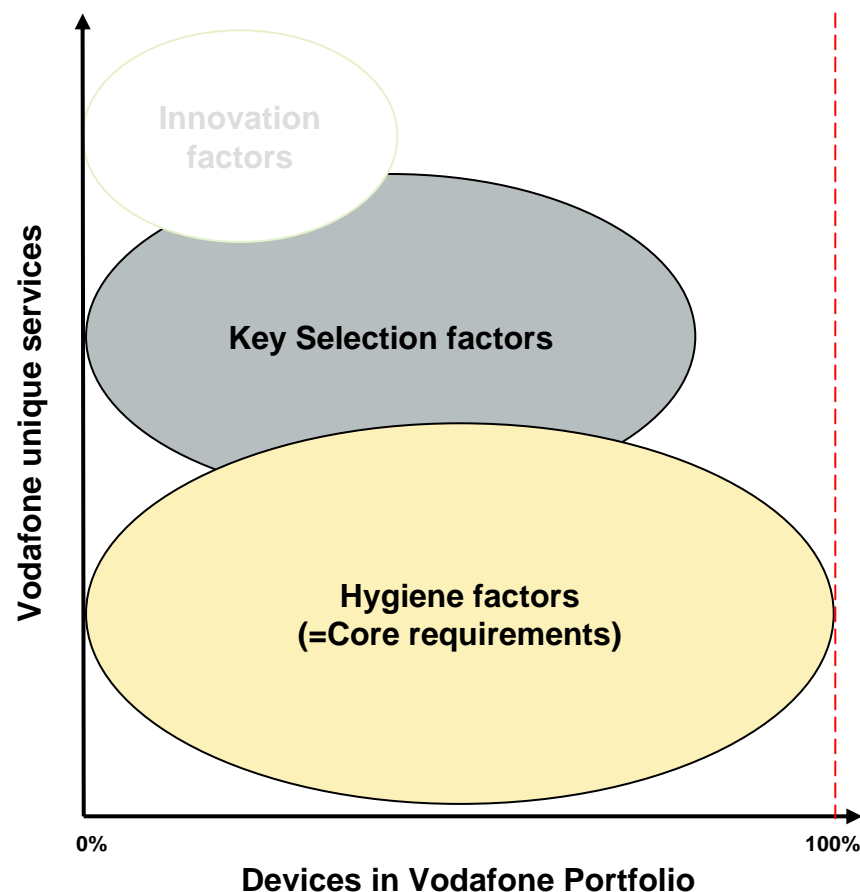 Innovation
factors
Key Selection factors
Vodafone unique services
Hygiene factors
(=Core requirements)
0%
100%
Devices in Vodafone Portfolio